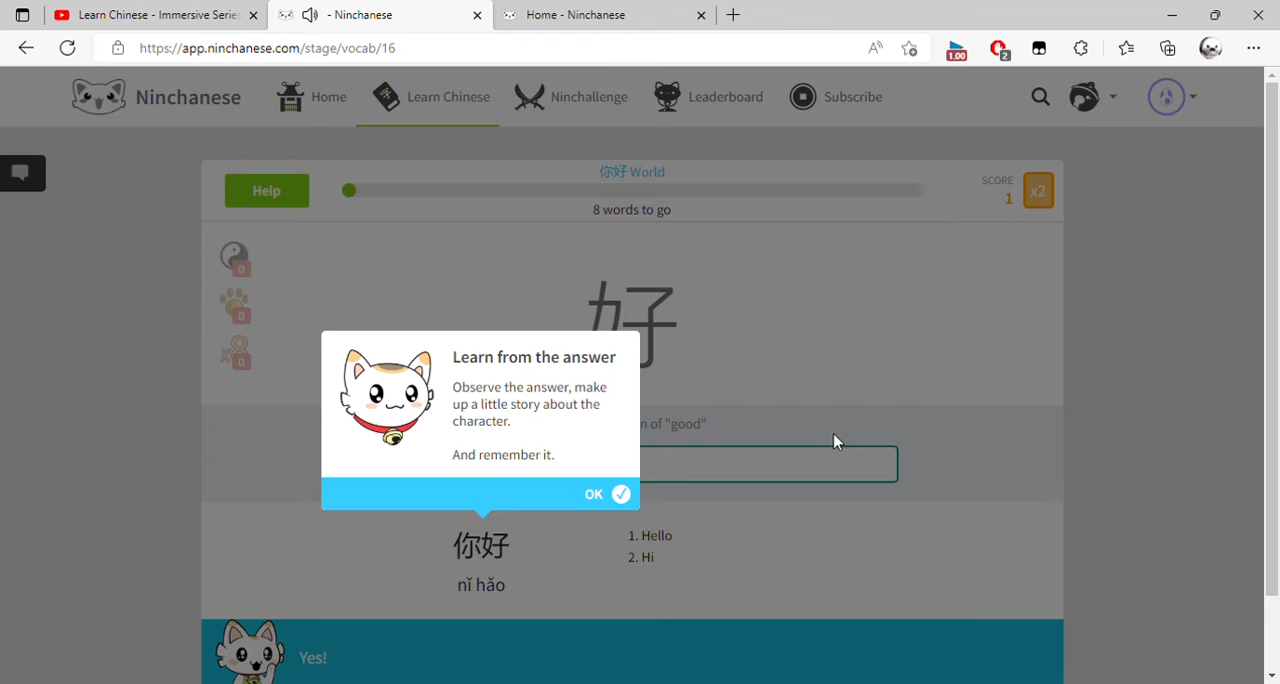 Learn Chinese - Immersive Series
- Ninchanese
Home - Ninchanese
https://app.ninchanese.com/stage/vocab/16
1.00
2
Ninchanese
Home
Learn Chinese
Ninchallenge
Leaderboard
Subscribe
你好 World
Help
8 words to go
SCORE
1
x2
0
0
x8
0
好
Learn from the answer
Observe the answer, make
up a little story about the
character.
And remember it.
OK
n of "good"
你好
nǐ hǎo
1. Hello
2. Hi
Yes!